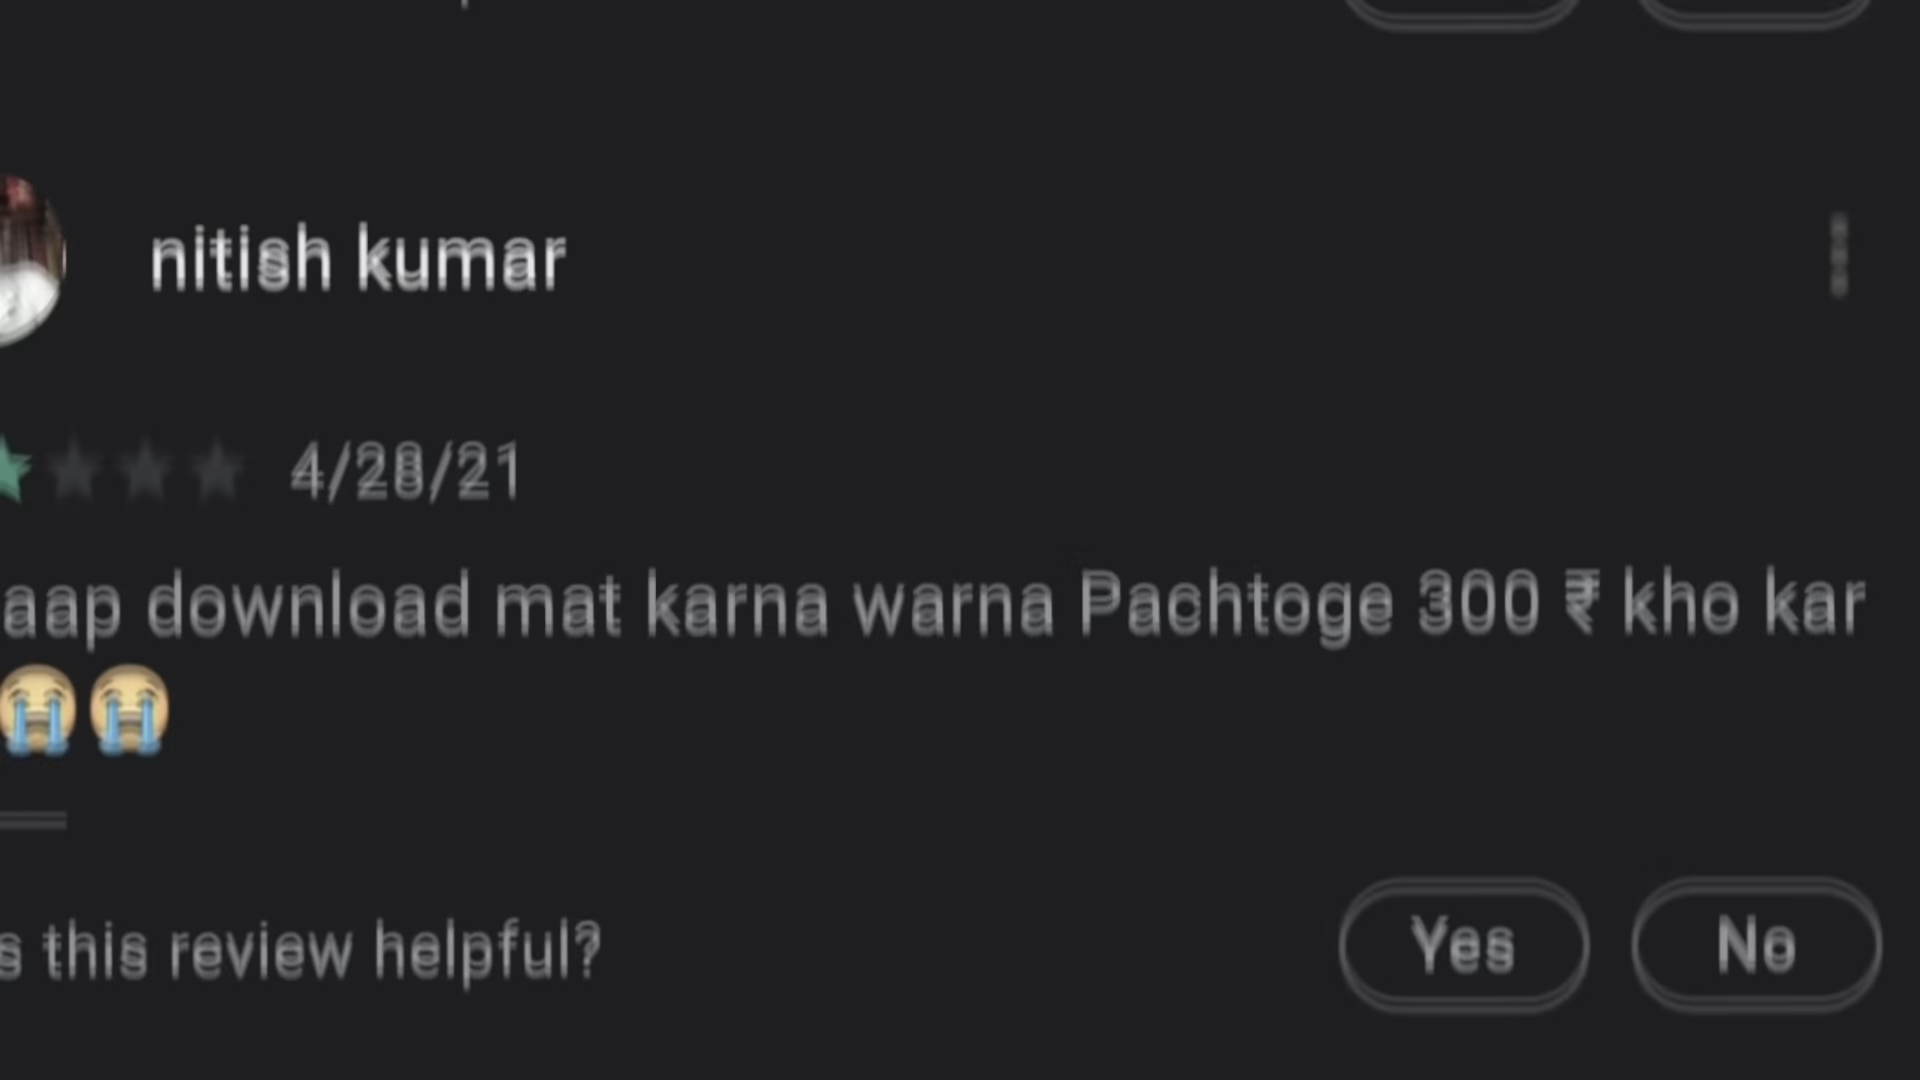 nitish kumar
4/28/21
aap download mat karna warna Pachtoge 300 ₹ kho kar
😭😭
s this review helpful?
Yes
No